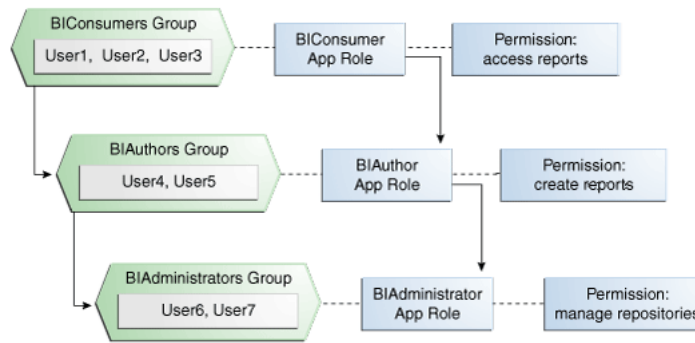 BIConsumers Group
User1, User2, User3
BIConsumer
App Role
Permission:
access reports
BIAuthors Group
User4, User5
BIAuthor
App Role
Permission:
create reports
BIAdministrators Group
User6, User7
BIAdministrator
App Role
Permission:
manage repositories